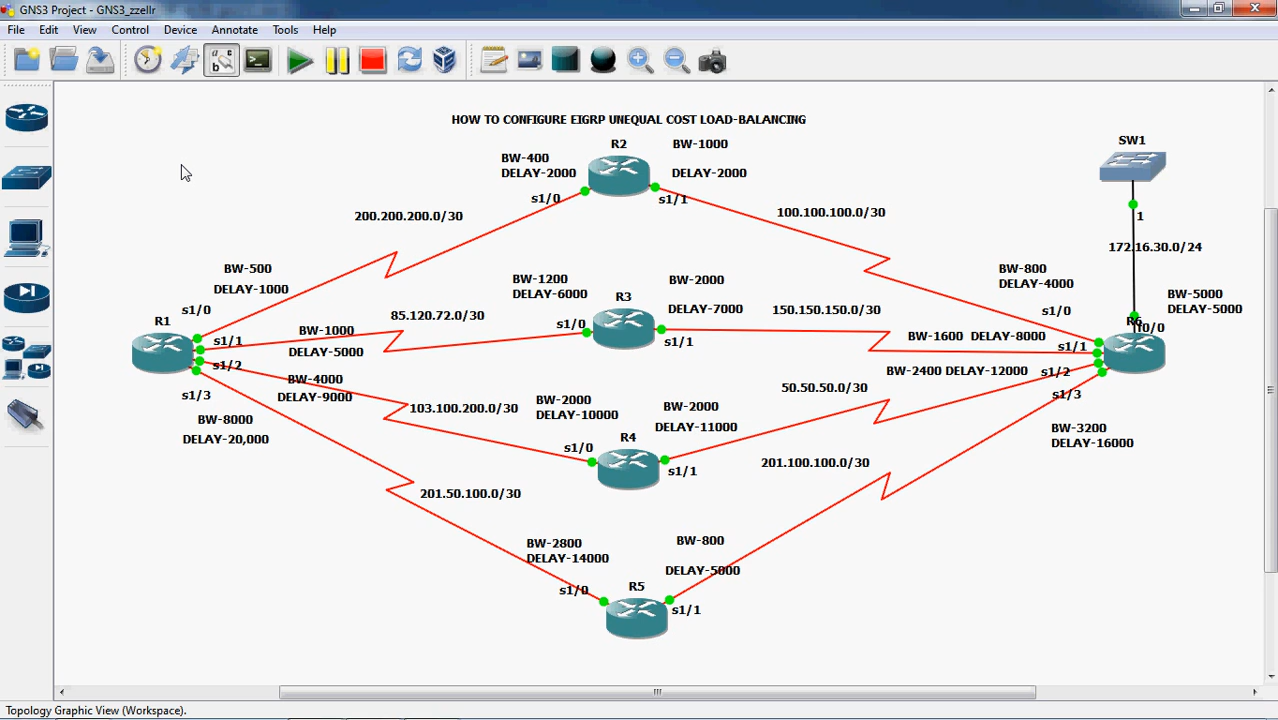 GNS3 Project - GNS3_zzellr
File Edit View Control Device Annotate Tools Help
HOW TO CONFIGURE EIGRP UNEQUAL COST LOAD-BALANCING
R2
BW-400
DELAY-2000
s1/0
BW-1000
DELAY-2000
s1/1
SW1
1
172.16.30.0/24
200.200.200.0/30
100.100.100.0/30
BW-500
DELAY-1000
s1/0
R1
s1/1
s1/2
s1/3
BW-1000
DELAY-5000
85.120.72.0/30
BW-1200
DELAY-6000
s1/0
R3
BW-2000
DELAY-7000
s1/1
150.150.150.0/30
BW-800
DELAY-4000
s1/0
BW-5000
DELAY-5000
R6
f0/0
BW-1600 DELAY-8000
s1/1
BW-2400 DELAY-12000
s1/2
s1/3
BW-4000
DELAY-9000
103.100.200.0/30
BW-2000
DELAY-10000
s1/0
R4
BW-2000
DELAY-11000
s1/1
50.50.50.0/30
BW-3200
DELAY-16000
BW-8000
DELAY-20,000
201.50.100.0/30
201.100.100.0/30
BW-2800
DELAY-14000
s1/0
R5
BW-800
DELAY-5000
s1/1
Topology Graphic View (Workspace).